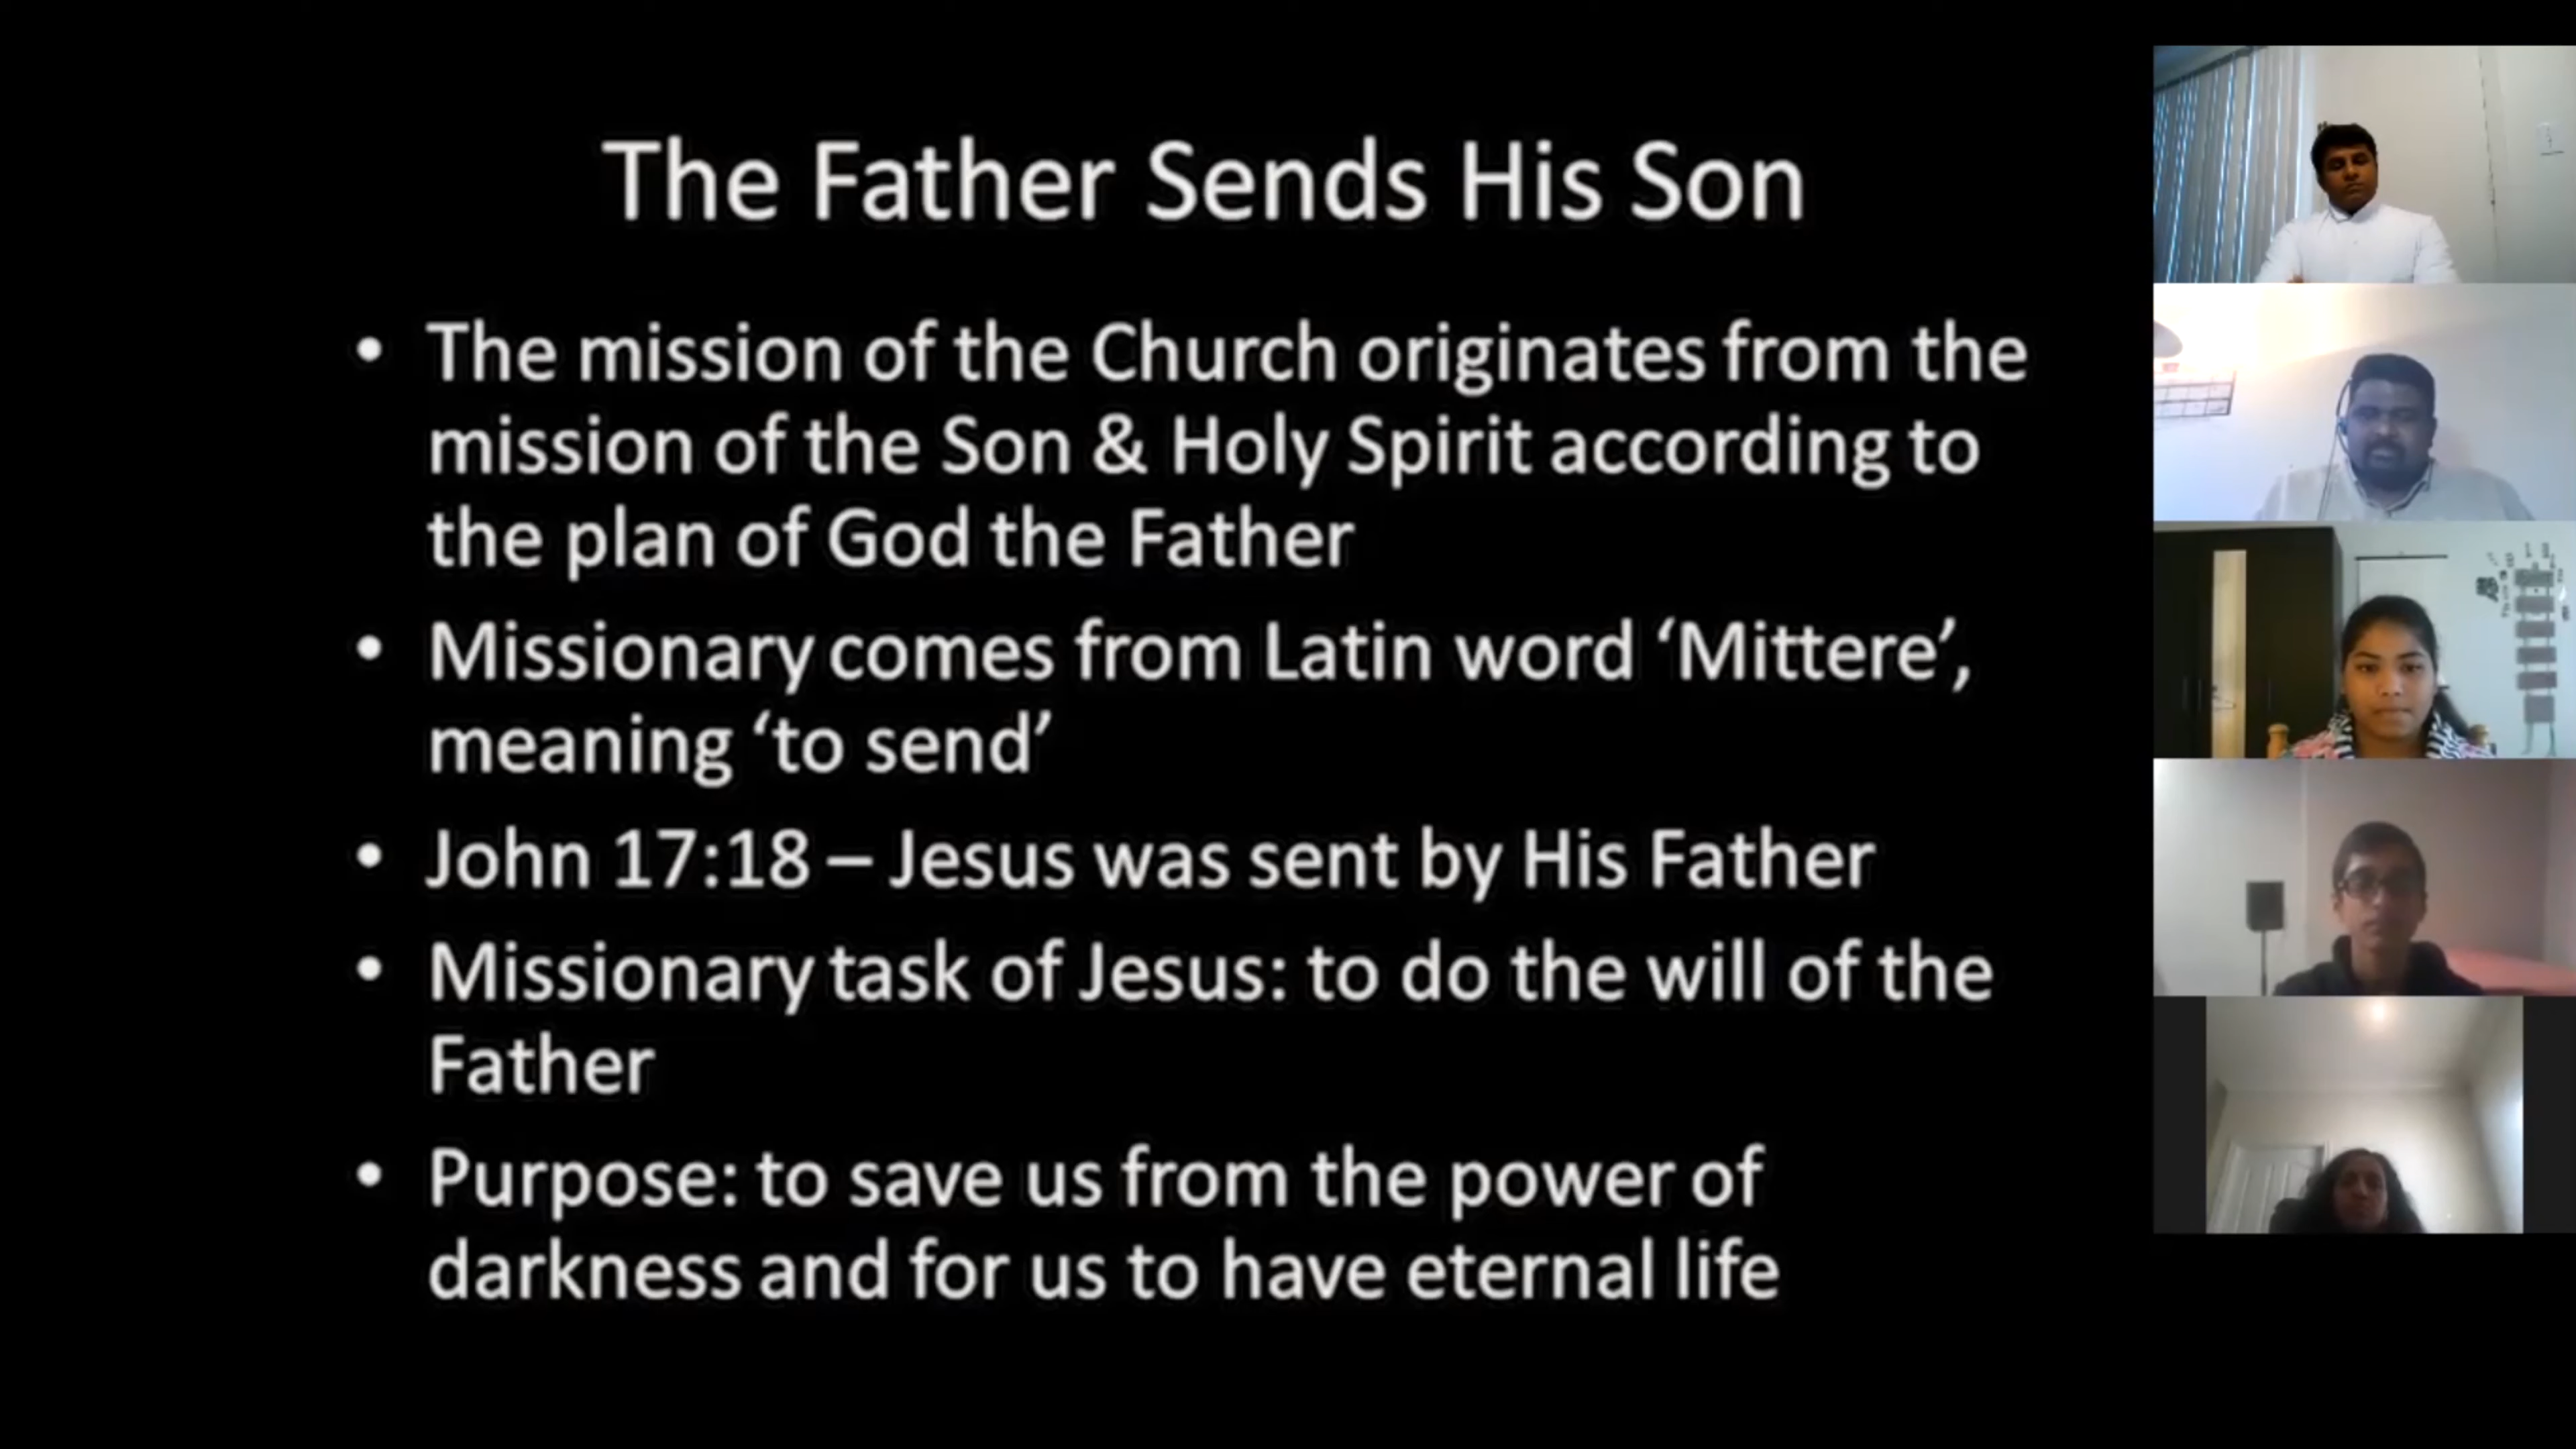 The Father Sends His Son
• The mission of the Church originates from the
mission of the Son & Holy Spirit according to
the plan of God the Father
• Missionary comes from Latin word ‘Mittere’,
meaning ‘to send’
• John 17:18 – Jesus was sent by His Father
• Missionary task of Jesus: to do the will of the
Father
• Purpose: to save us from the power of
darkness and for us to have eternal life